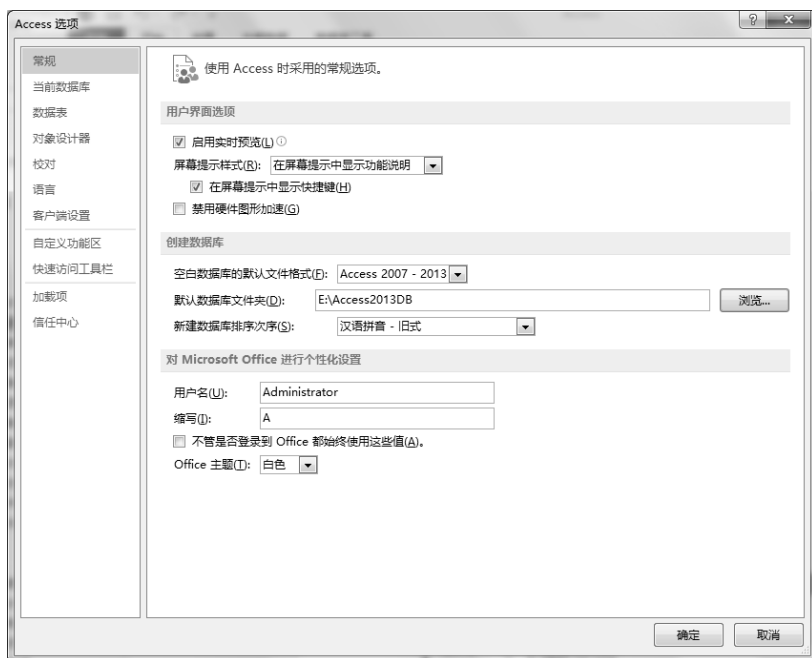 Access 选项
常规
当前数据库
数据表
对象设计器
校对
语言
客户端设置
自定义功能区
快速访问工具栏
加载项
信任中心
使用 Access 时采用的常规选项。
用户界面选项
启用实时预览(L)
屏幕提示样式(R): 在屏幕提示中显示功能说明
在屏幕提示中显示快捷键(H)
禁用硬件图形加速(G)
创建数据库
空白数据库的默认文件格式(F): Access 2007 - 2013
默认数据库文件夹(D): E:\Access2013DB 浏览...
新建数据库排序次序(S): 汉语拼音 - 旧式
对 Microsoft Office 进行个性化设置
用户名(U): Administrator
缩写(I): A
不管是否登录到 Office 都始终使用这些值(A)。
Office 主题(T): 白色
确定 取消